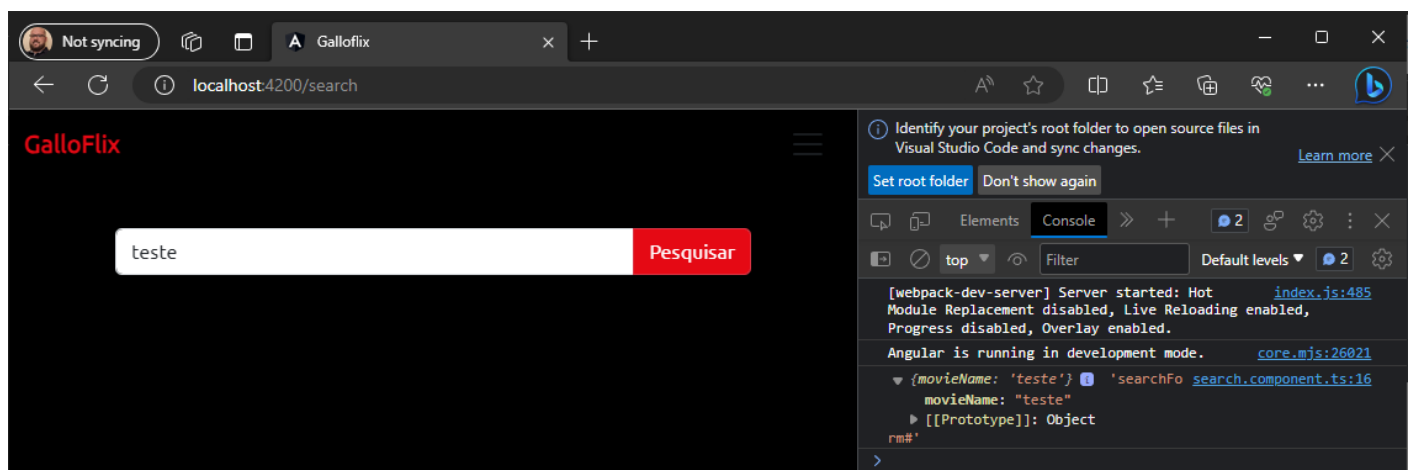 Not syncing
Galloflix
localhost:4200/search
GalloFlix
teste
Pesquisar
Identify your project's root folder to open source files in
Visual Studio Code and sync changes.
Learn more
Set root folder
Don't show again
Elements
Console
2
top
Filter
Default levels
2
[webpack-dev-server] Server started: Hot index.js:485
Module Replacement disabled, Live Reloading enabled,
Progress disabled, Overlay enabled.
Angular is running in development mode. core.mjs:26021
{movieName: 'teste'} 'searchFo search.component.ts:16
movieName: "teste"
[[Prototype]]: Object
rm#'